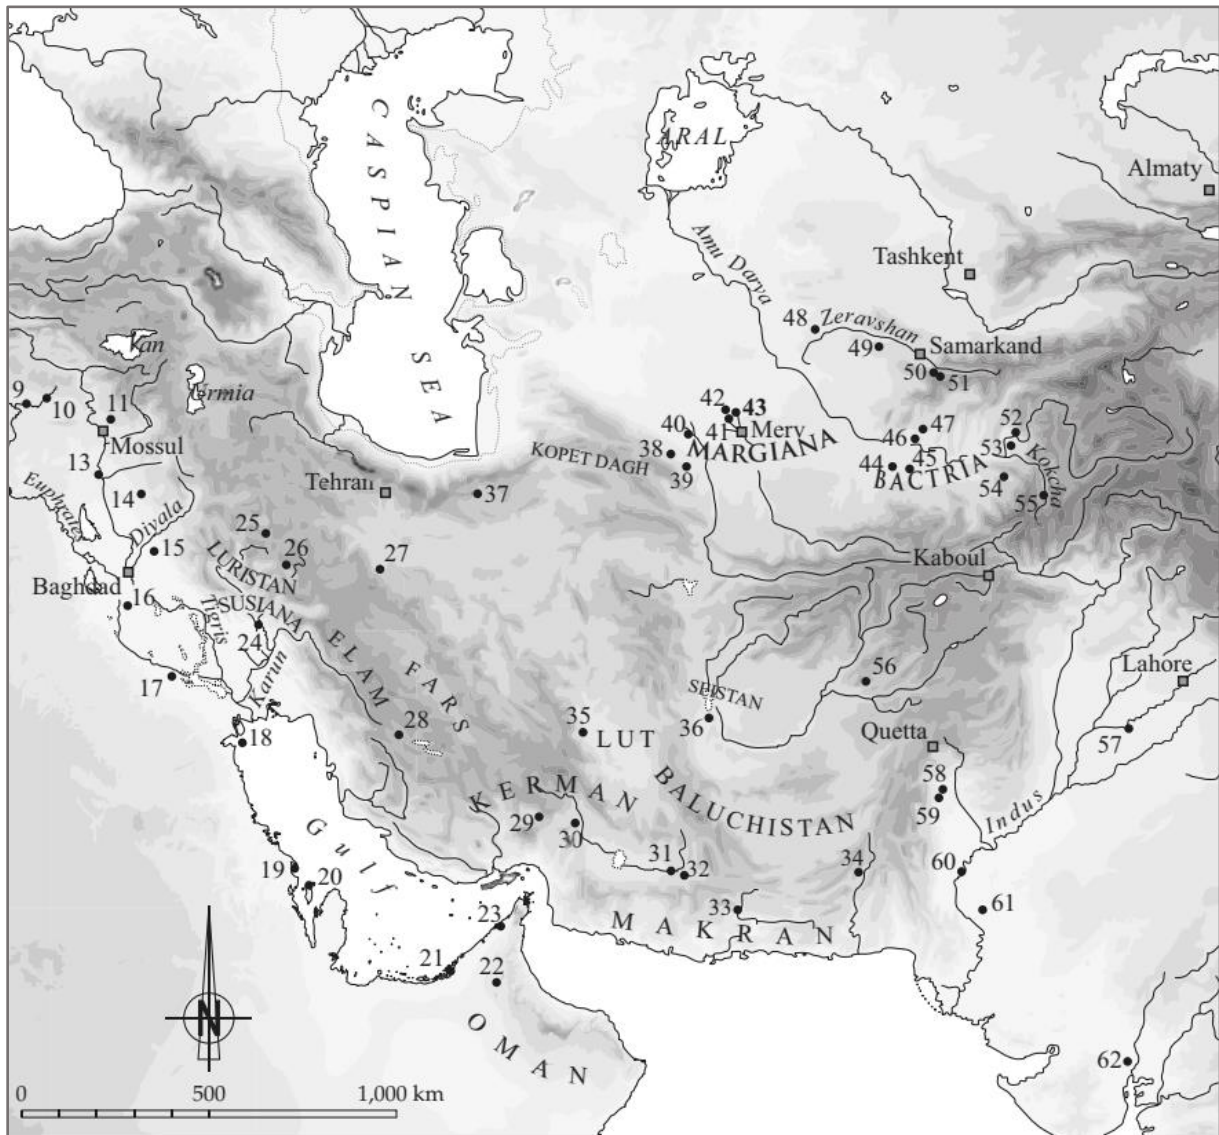 CASPIAN SEA
ARAL
Almaty
Amu Darya
Tashkent
48
Zeravshan
Van
49
Samarkand
Urmia
50
51
9
10
11
42
43
47
52
Mossul
40
41
Merv
46
53
MARGIANA
38
KOPET DAGH
39
44
45
BACTRIA
Kokcha
13
Tehran
37
54
55
Euphrates
14
Diyala
25
15
LURISTAN
26
27
Kaboul
Baghdad
16
SUSIANA
Tigris
24
ELAM
FARS
56
Lahore
17
Karun
SEISTAN
28
35
LUT
36
57
18
Quetta
KERMAN
BALUCHISTAN
58
59
Indus
29
30
Gulf
31
32
34
60
19
20
33
61
23
MAKRAN
21
22
N
OMAN
62
0
500
1,000 km